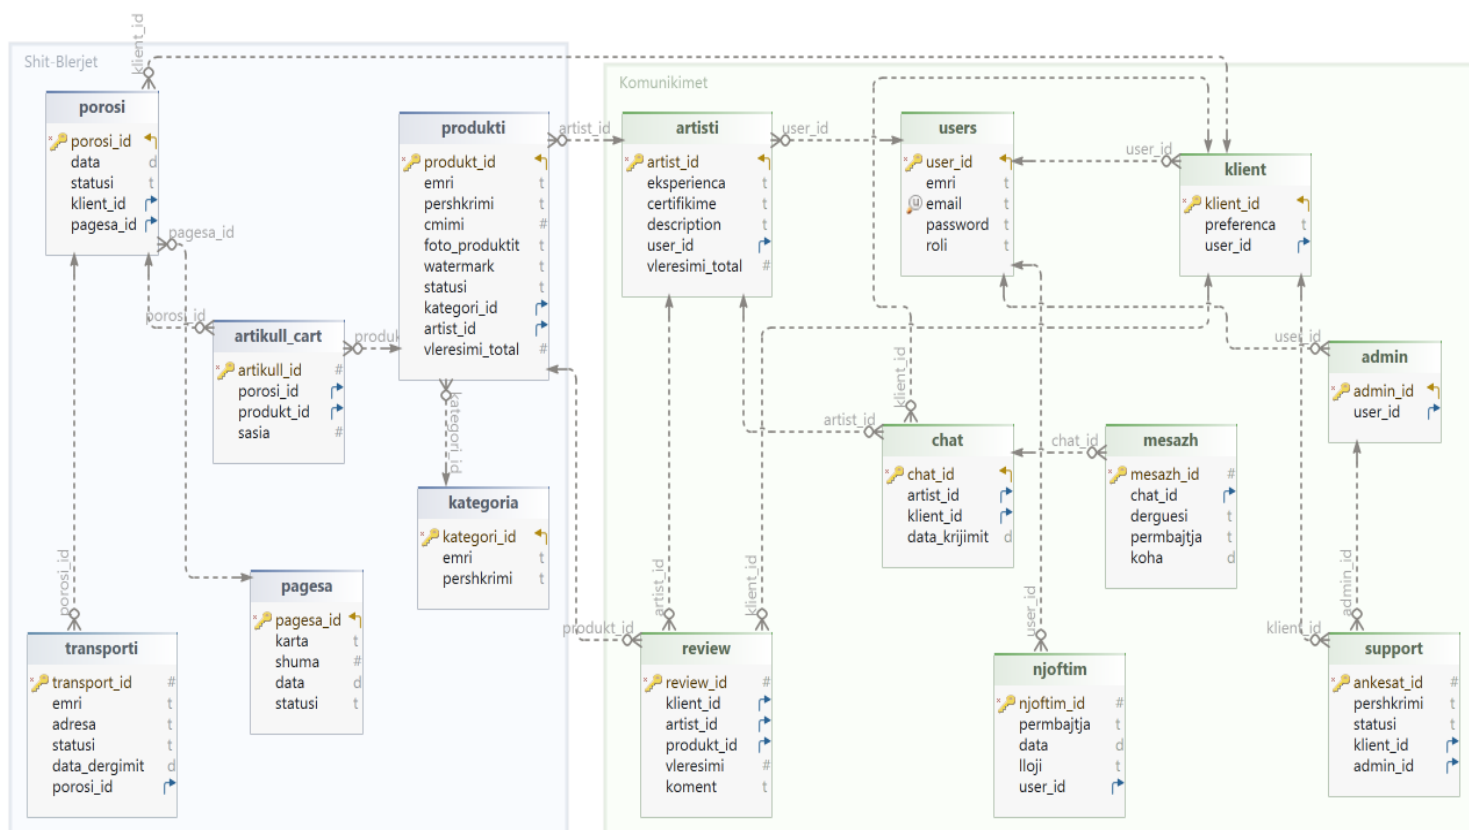 Shit-Blerjet
klient_id
porosi
porosi_id
data d
statusi t
klient_id
pagesa_id
pagesa_id
porosi_id
artikull_cart
artikull_id #
porosi_id
produkt_id
sasia #
produk
produkti
produkt_id
emri t
pershkrimi t
cmimi #
foto_produktit t
watermark t
statusi t
kategori_id
artist_id
vleresimi_total #
kategori_id
kategoria
kategori_id
emri t
pershkrimi t
pagesa
pagesa_id
karta t
shuma #
data d
statusi t
porosi_id
transporti
transport_id #
emri t
adresa t
statusi t
data_dergimit d
porosi_id
Komunikimet
artist_id
artisti
artist_id
eksperienca t
certifikime t
description t
user_id
vleresimi_total #
user_id
users
user_id
emri t
u email t
password t
roli t
user_id
klient
klient_id
preferenca t
user_id
user_id
admin
admin_id
user_id
klient_id
artist_id
chat
chat_id
artist_id
klient_id
data_krijimit d
chat_id
mesazh
mesazh_id #
chat_id
derguesi t
permbajtja t
koha d
artist_id
klient_id
produkt_id
review
review_id #
klient_id
artist_id
produkt_id
vleresimi #
koment t
user_id
njoftim
njoftim_id #
permbajtja t
data d
lloji t
user_id
admin_id
klient_id
support
ankesat_id #
pershkrimi t
statusi t
klient_id
admin_id